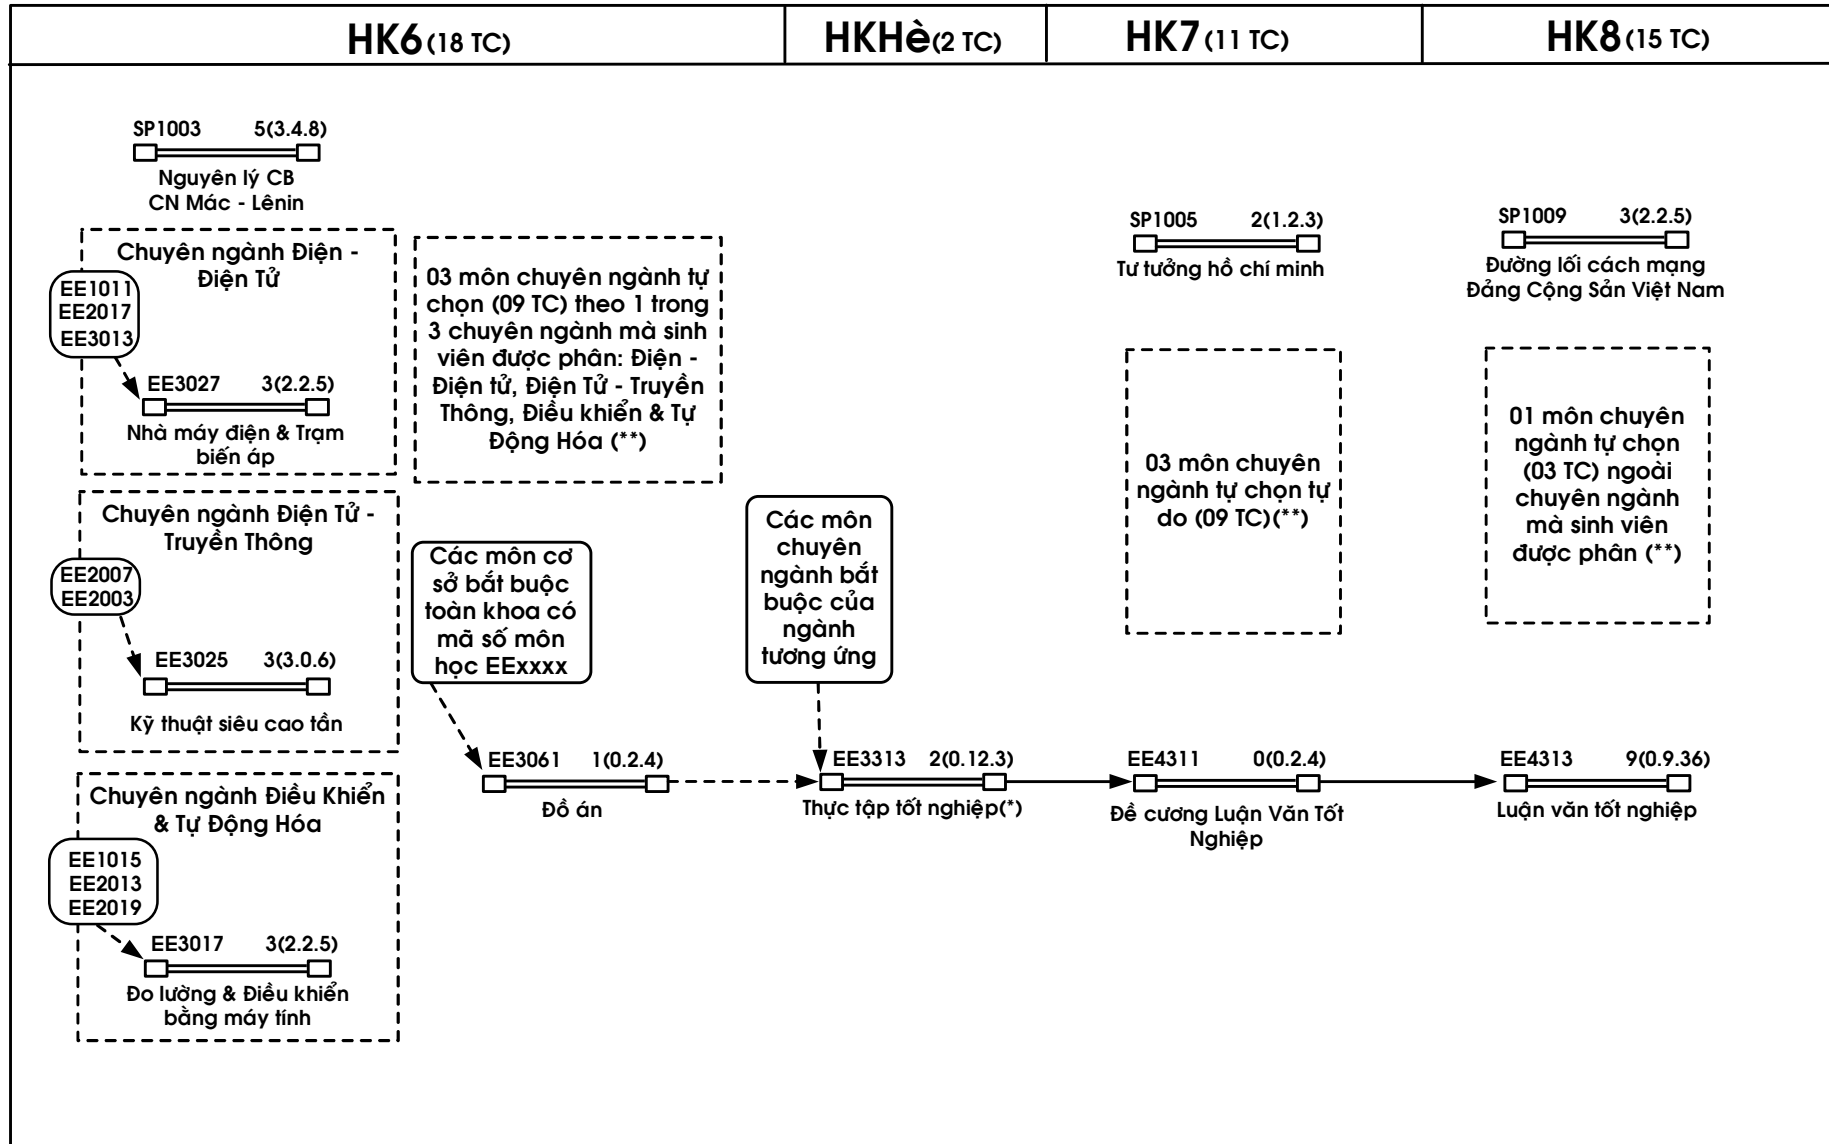 HK6 (18 TC)
HKHè (2 TC)
HK7 (11 TC)
HK8 (15 TC)
SP1003 5(3.4.8)
Nguyên lý CB
CN Mác - Lênin
Chuyên ngành Điện -
Điện Tử
EE1011
EE2017
EE3013
EE3027 3(2.2.5)
Nhà máy điện & Trạm
biến áp
03 môn chuyên ngành tự
chọn (09 TC) theo 1 trong
3 chuyên ngành mà sinh
viên được phân: Điện -
Điện tử, Điện Tử - Truyền
Thông, Điều khiển & Tự
Động Hóa (**)
Chuyên ngành Điện Tử -
Truyền Thông
EE2007
EE2003
EE3025 3(3.0.6)
Kỹ thuật siêu cao tần
Các môn cơ
sở bắt buộc
toàn khoa có
mã số môn
học EExxxx
EE3061 1(0.2.4)
Đồ án
Chuyên ngành Điều Khiển
& Tự Động Hóa
EE1015
EE2013
EE2019
EE3017 3(2.2.5)
Đo lường & Điều khiển
bằng máy tính
Các môn
chuyên
ngành bắt
buộc của
ngành
tương ứng
EE3313 2(0.12.3)
Thực tập tốt nghiệp(*)
SP1005 2(1.2.3)
Tư tưởng hồ chí minh
03 môn chuyên
ngành tự chọn tự
do (09 TC)(**)
EE4311 0(0.2.4)
Đề cương Luận Văn Tốt
Nghiệp
SP1009 3(2.2.5)
Đường lối cách mạng
Đảng Cộng Sản Việt Nam
01 môn chuyên
ngành tự chọn
(03 TC) ngoài
chuyên ngành
mà sinh viên
được phân (**)
EE4313 9(0.9.36)
Luận văn tốt nghiệp